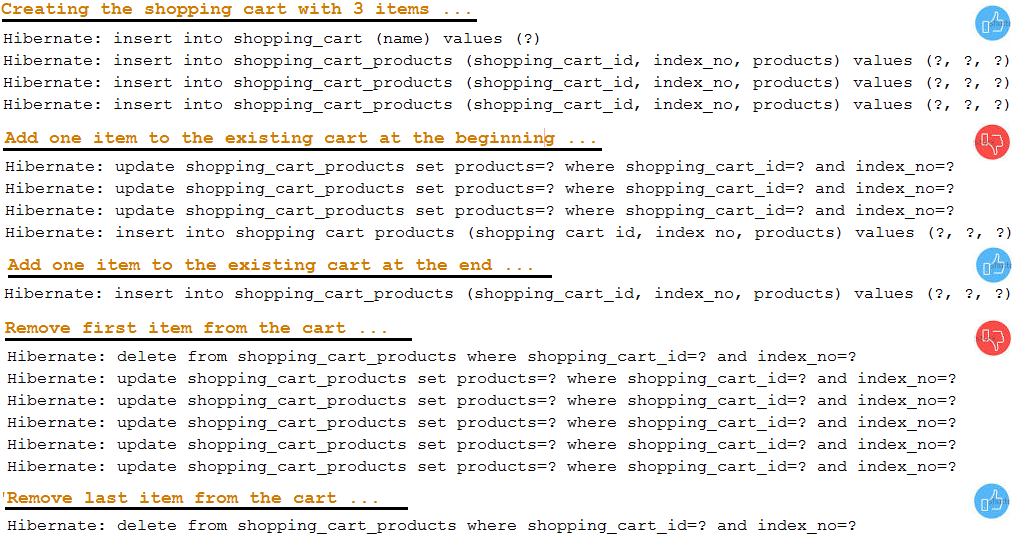 Creating the shopping cart with 3 items ...
Hibernate: insert into shopping_cart (name) values (?)
Hibernate: insert into shopping_cart_products (shopping_cart_id, index_no, products) values (?, ?, ?)
Hibernate: insert into shopping_cart_products (shopping_cart_id, index_no, products) values (?, ?, ?)
Hibernate: insert into shopping_cart_products (shopping_cart_id, index_no, products) values (?, ?, ?)
Add one item to the existing cart at the beginning ...
Hibernate: update shopping_cart_products set products=? where shopping_cart_id=? and index_no=?
Hibernate: update shopping_cart_products set products=? where shopping_cart_id=? and index_no=?
Hibernate: update shopping_cart_products set products=? where shopping_cart_id=? and index_no=?
Hibernate: insert into shopping cart products (shopping cart id, index no, products) values (?, ?, ?)
Add one item to the existing cart at the end ...
Hibernate: insert into shopping_cart_products (shopping_cart_id, index_no, products) values (?, ?, ?)
Remove first item from the cart ...
Hibernate: delete from shopping_cart_products where shopping_cart_id=? and index_no=?
Hibernate: update shopping_cart_products set products=? where shopping_cart_id=? and index_no=?
Hibernate: update shopping_cart_products set products=? where shopping_cart_id=? and index_no=?
Hibernate: update shopping_cart_products set products=? where shopping_cart_id=? and index_no=?
Hibernate: update shopping_cart_products set products=? where shopping_cart_id=? and index_no=?
Hibernate: update shopping_cart_products set products=? where shopping_cart_id=? and index_no=?
'Remove last item from the cart ...
Hibernate: delete from shopping_cart_products where shopping_cart_id=? and index_no=?